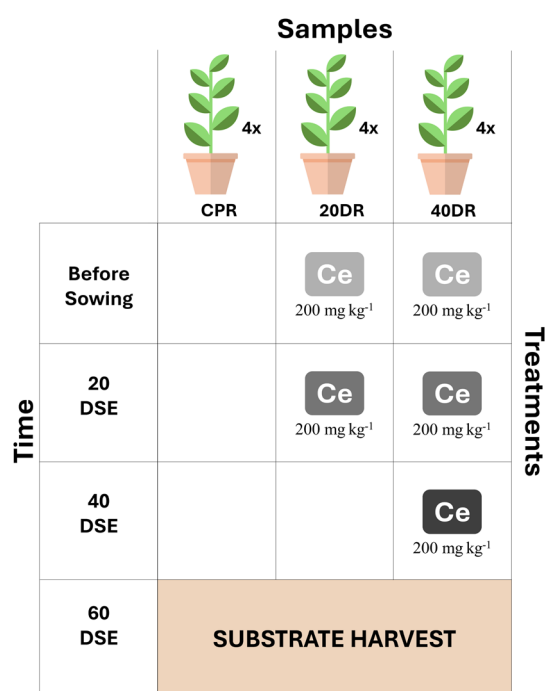 Samples
4x
4x
4x
CPR
20DR
40DR
Before
Sowing
Ce
200 mg kg⁻¹
Ce
200 mg kg⁻¹
20
DSE
Ce
200 mg kg⁻¹
Ce
200 mg kg⁻¹
40
DSE
Ce
200 mg kg⁻¹
60
DSE
SUBSTRATE HARVEST
Time
Treatments